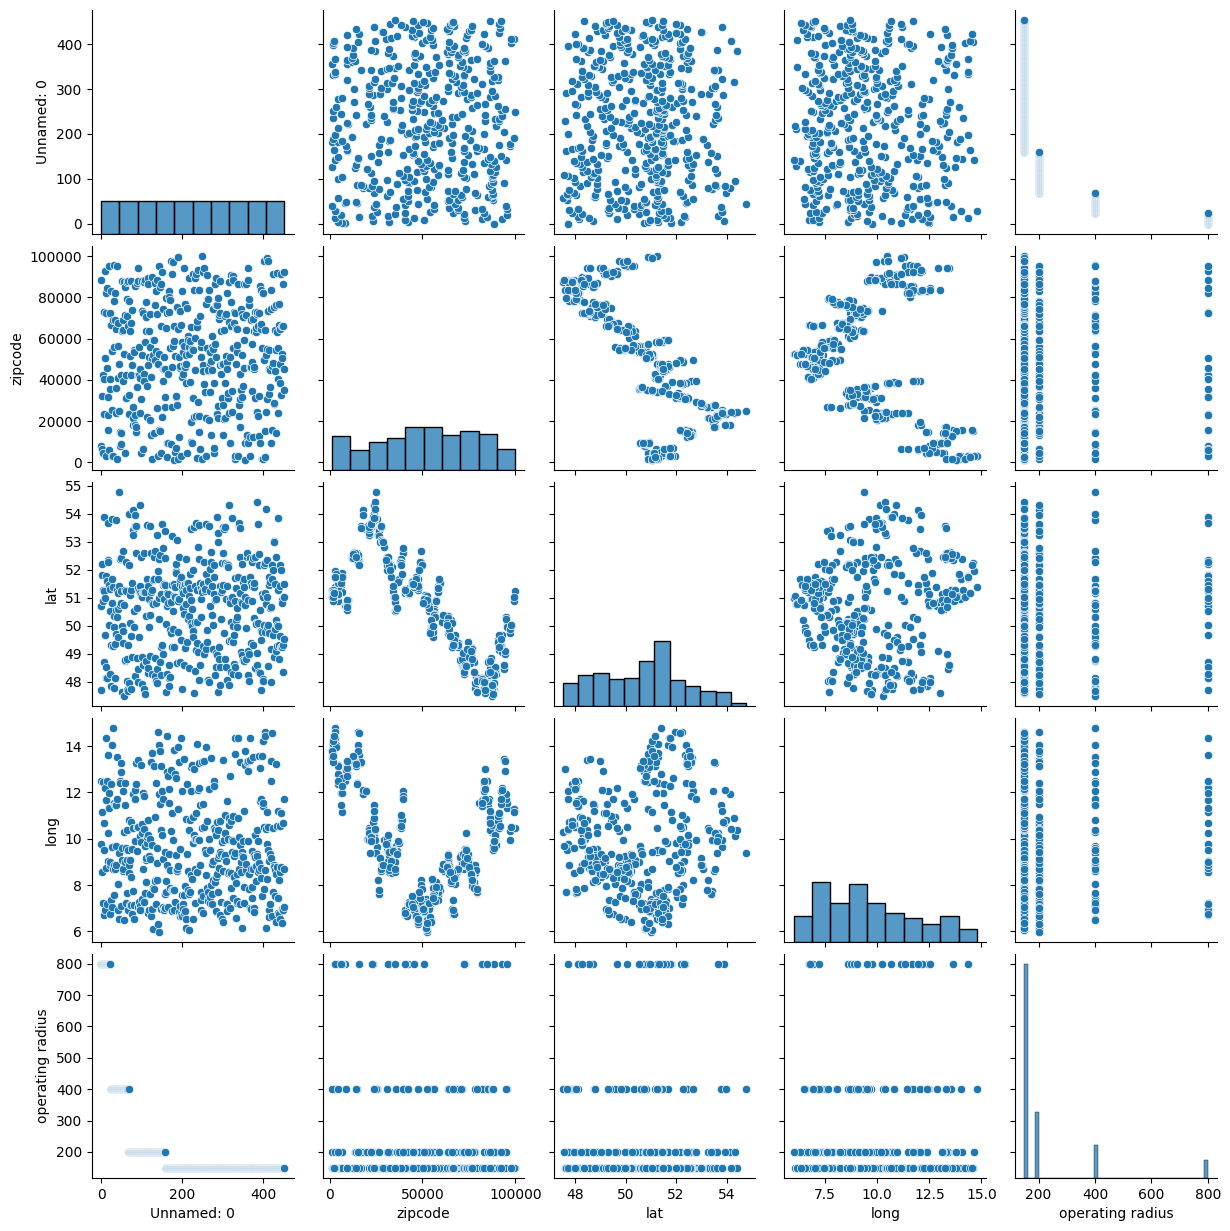 400
300
200
100
0
Unnamed: 0
100000
80000
60000
40000
20000
0
zipcode
55
54
53
52
51
50
49
48
lat
14
12
10
8
6
long
800
700
600
500
400
300
200
operating radius
0 200 400
0 50000 100000
48 50 52 54
7.5 10.0 12.5 15.0
200 400 600 800
Unnamed: 0 zipcode lat long operating radius